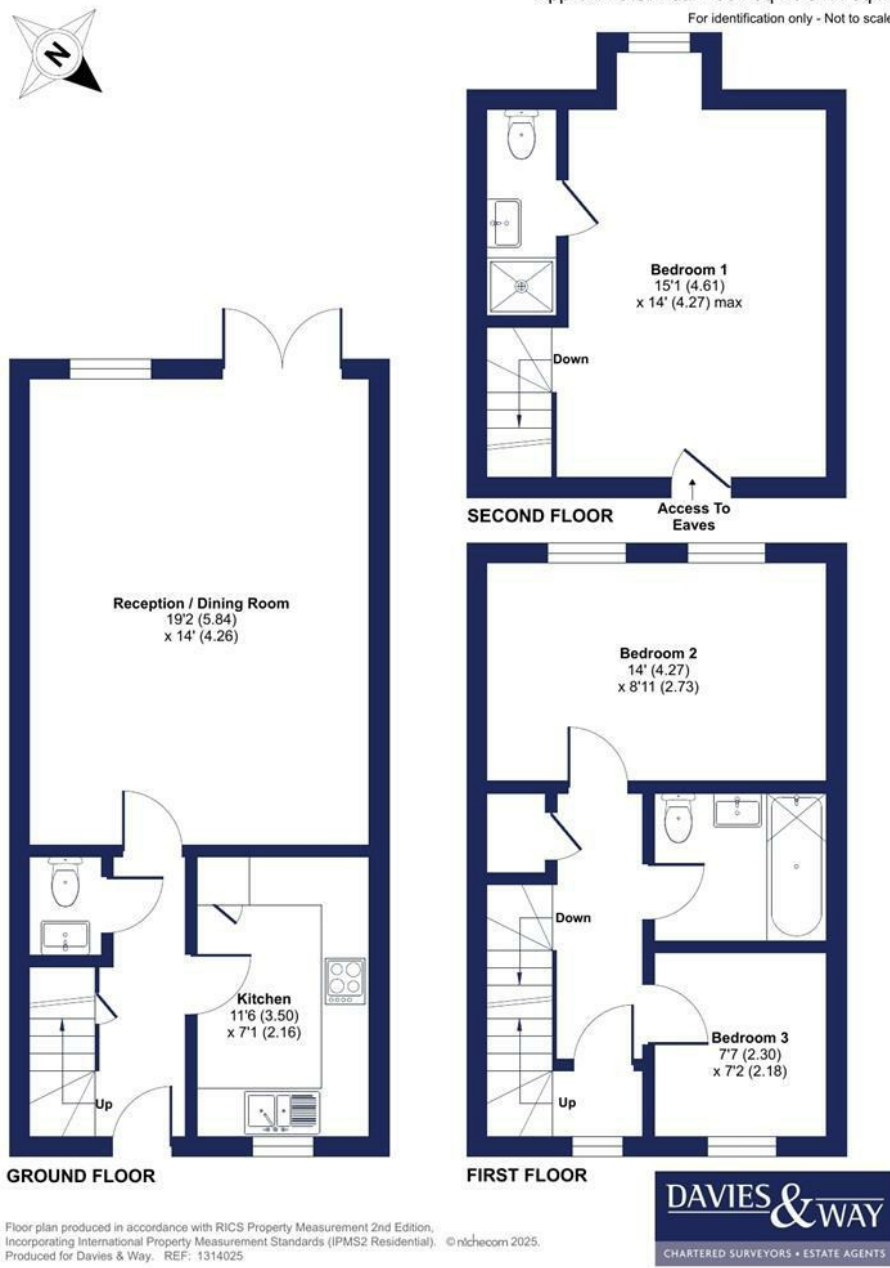 For identification only - Not to scale
N
Bedroom 1
15'1 (4.61)
x 14' (4.27) max
Down
SECOND FLOOR
Access To
Eaves
Reception / Dining Room
19'2 (5.84)
x 14' (4.26)
Bedroom 2
14' (4.27)
x 8'11 (2.73)
Down
Kitchen
11'6 (3.50)
x 7'1 (2.16)
Bedroom 3
7'7 (2.30)
x 7'2 (2.18)
Up
Up
GROUND FLOOR
FIRST FLOOR
DAVIES & WAY
CHARTERED SURVEYORS • ESTATE AGENTS
Floor plan produced in accordance with RICS Property Measurement 2nd Edition,
Incorporating International Property Measurement Standards (IPMS2 Residential). © nichecom 2025.
Produced for Davies & Way. REF: 1314025